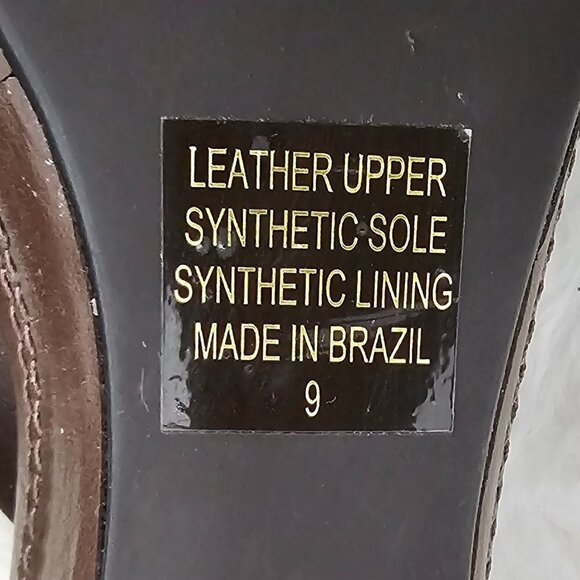 LEATHER UPPER
SYNTHETIC SOLE
SYNTHETIC LINING
MADE IN BRAZIL
9